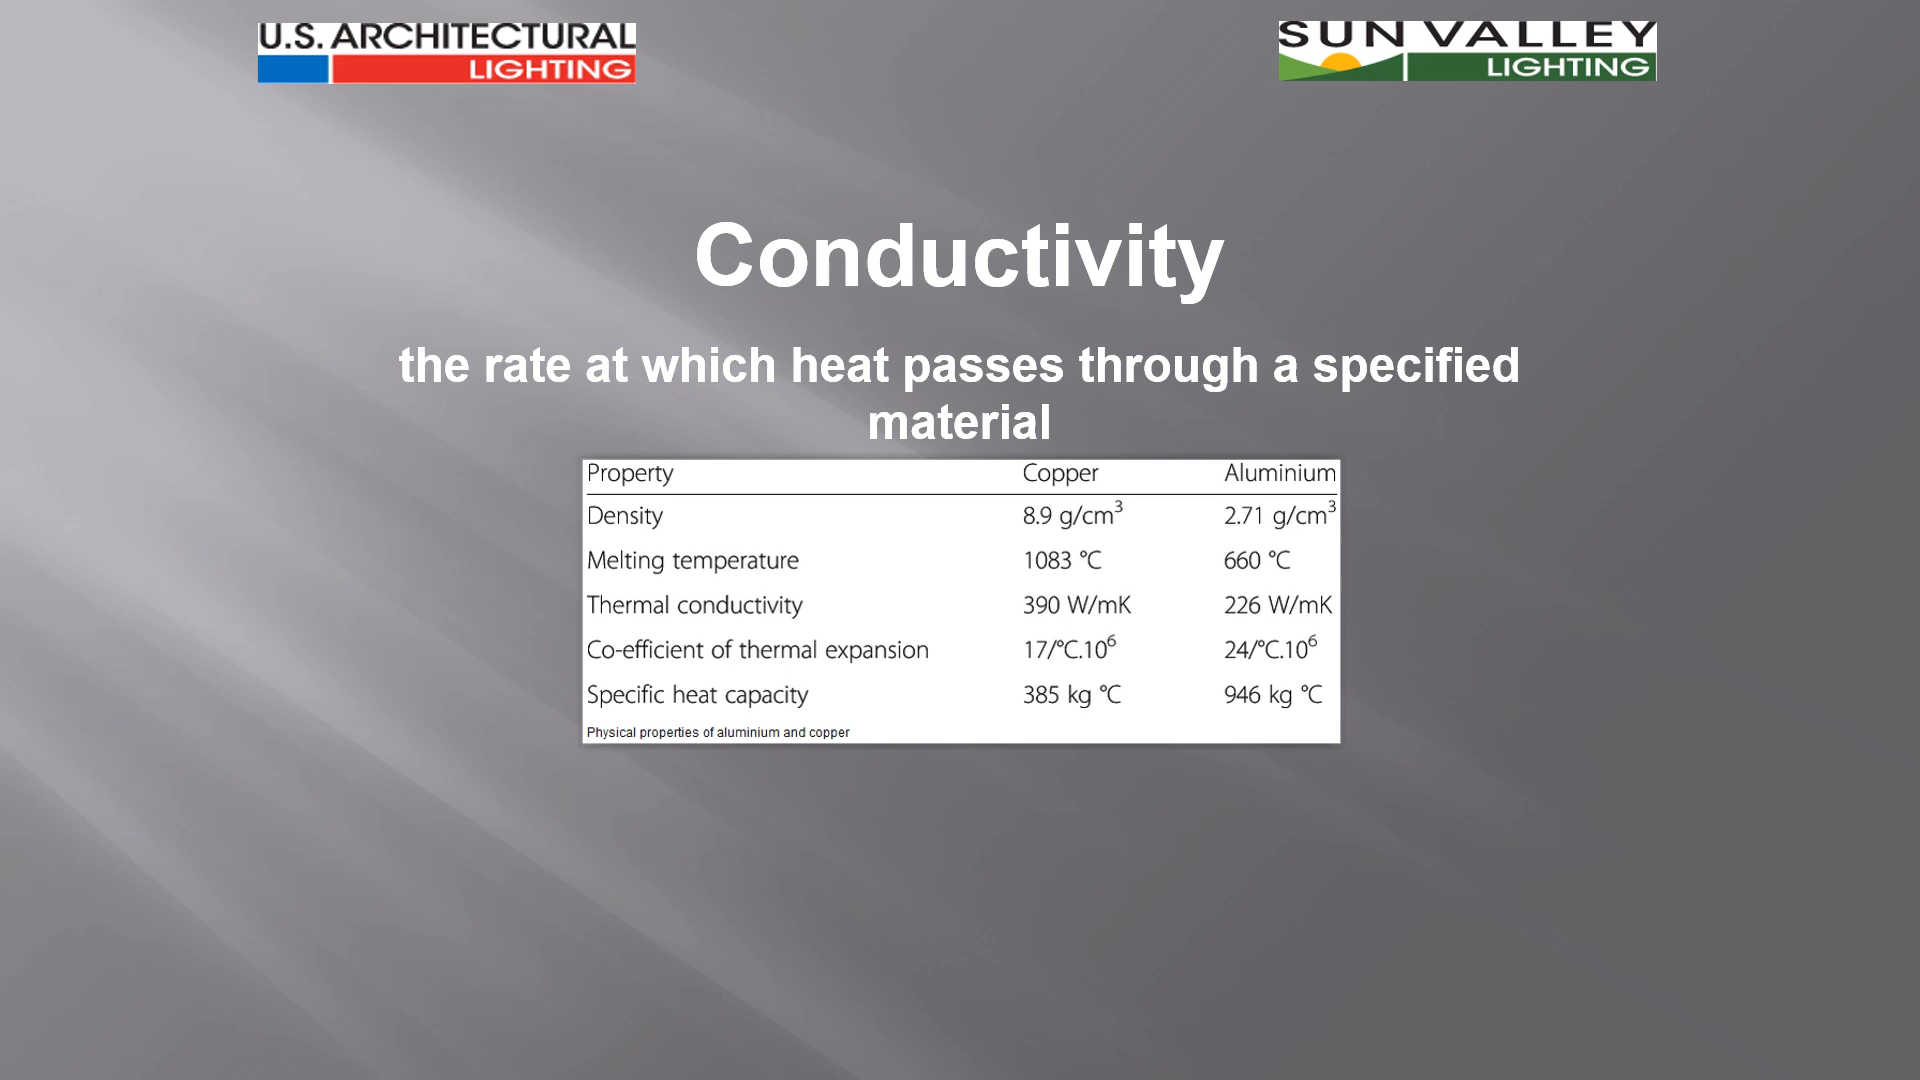 U.S. ARCHITECTURAL
LIGHTING
SUN VALLEY
LIGHTING
Conductivity
the rate at which heat passes through a specified
material
Property Copper Aluminium
Density 8.9 g/cm³ 2.71 g/cm³
Melting temperature 1083 °C 660 °C
Thermal conductivity 390 W/mK 226 W/mK
Co-efficient of thermal expansion 17/°C.10⁶ 24/°C.10⁶
Specific heat capacity 385 kg °C 946 kg °C
Physical properties of aluminium and copper